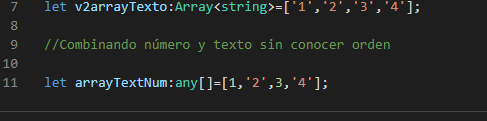 7 let v2arrayTexto:Array<string>=['1','2','3','4'];
8
9 //Combinando número y texto sin conocer orden
10
11 let arrayTextNum:any[]=[1,'2',3,'4'];